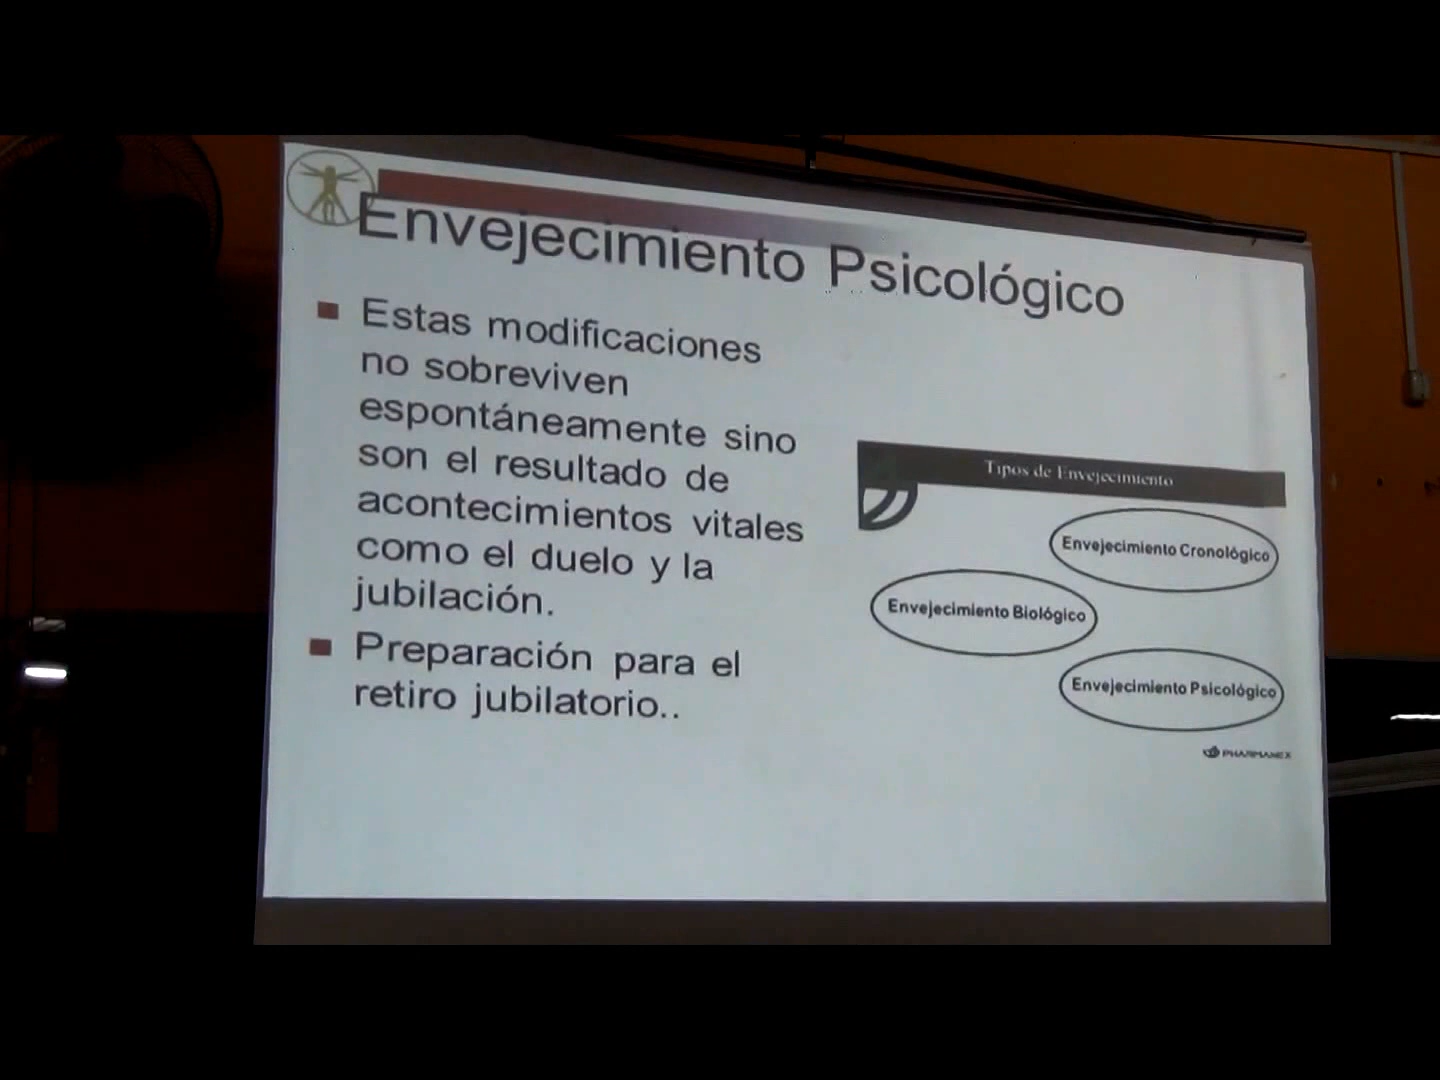 Envejecimiento Psicológico
Estas modificaciones
no sobreviven
espontáneamente sino
son el resultado de
acontecimientos vitales
como el duelo y la
jubilación.
Preparación para el
retiro jubilatorio..
Tipos de Envejecimiento
Envejecimiento Cronológico
Envejecimiento Biológico
Envejecimiento Psicológico
PHARMANEX